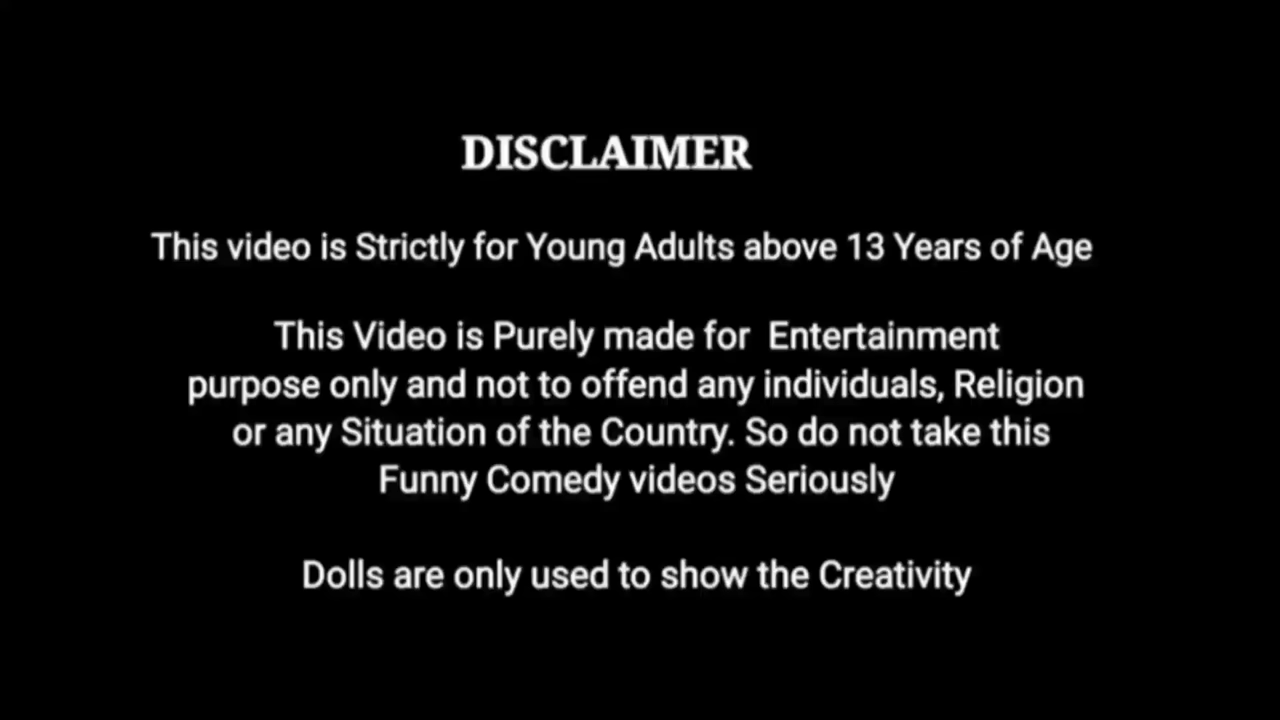 DISCLAIMER
This video is Strictly for Young Adults above 13 Years of Age
This Video is Purely made for Entertainment
purpose only and not to offend any individuals, Religion
or any Situation of the Country. So do not take this
Funny Comedy videos Seriously
Dolls are only used to show the Creativity